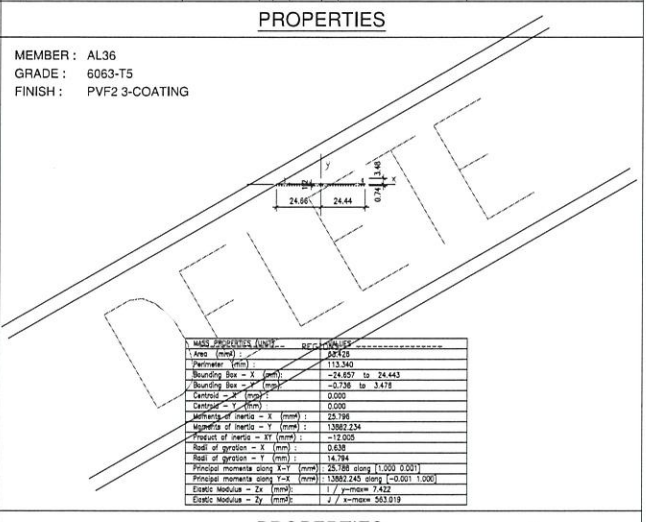 PROPERTIES
MEMBER : AL36
GRADE : 6063-T5
FINISH : PVF2 3-COATING
DELETE
y
x
3.48
0.74
24.66 24.44
MASS PROPERTIES (UNIT) REGIONS VALUES
Area (mm²) :
Perimeter (mm) : 113.340
Bounding Box - X (mm): -24.657 to 24.443
Bounding Box - Y (mm): -0.736 to 3.478
Centroid - X (mm) : 0.000
Centroid - Y (mm) : 0.000
Moments of inertia - X (mm⁴) : 25.796
Moments of inertia - Y (mm⁴) : 13882.234
Product of inertia - XY (mm⁴) : -12.005
Radii of gyration - X (mm) : 0.638
Radii of gyration - Y (mm) : 14.794
Principal moments along X-Y (mm⁴) : 25.786 along [1.000 0.001]
Principal moments along Y-X (mm⁴) : 13882.245 along [-0.001 1.000]
Elastic Modulus - Zx (mm³): I / y-max= 7.422
Elastic Modulus - Zy (mm³): J / x-max= 563.019